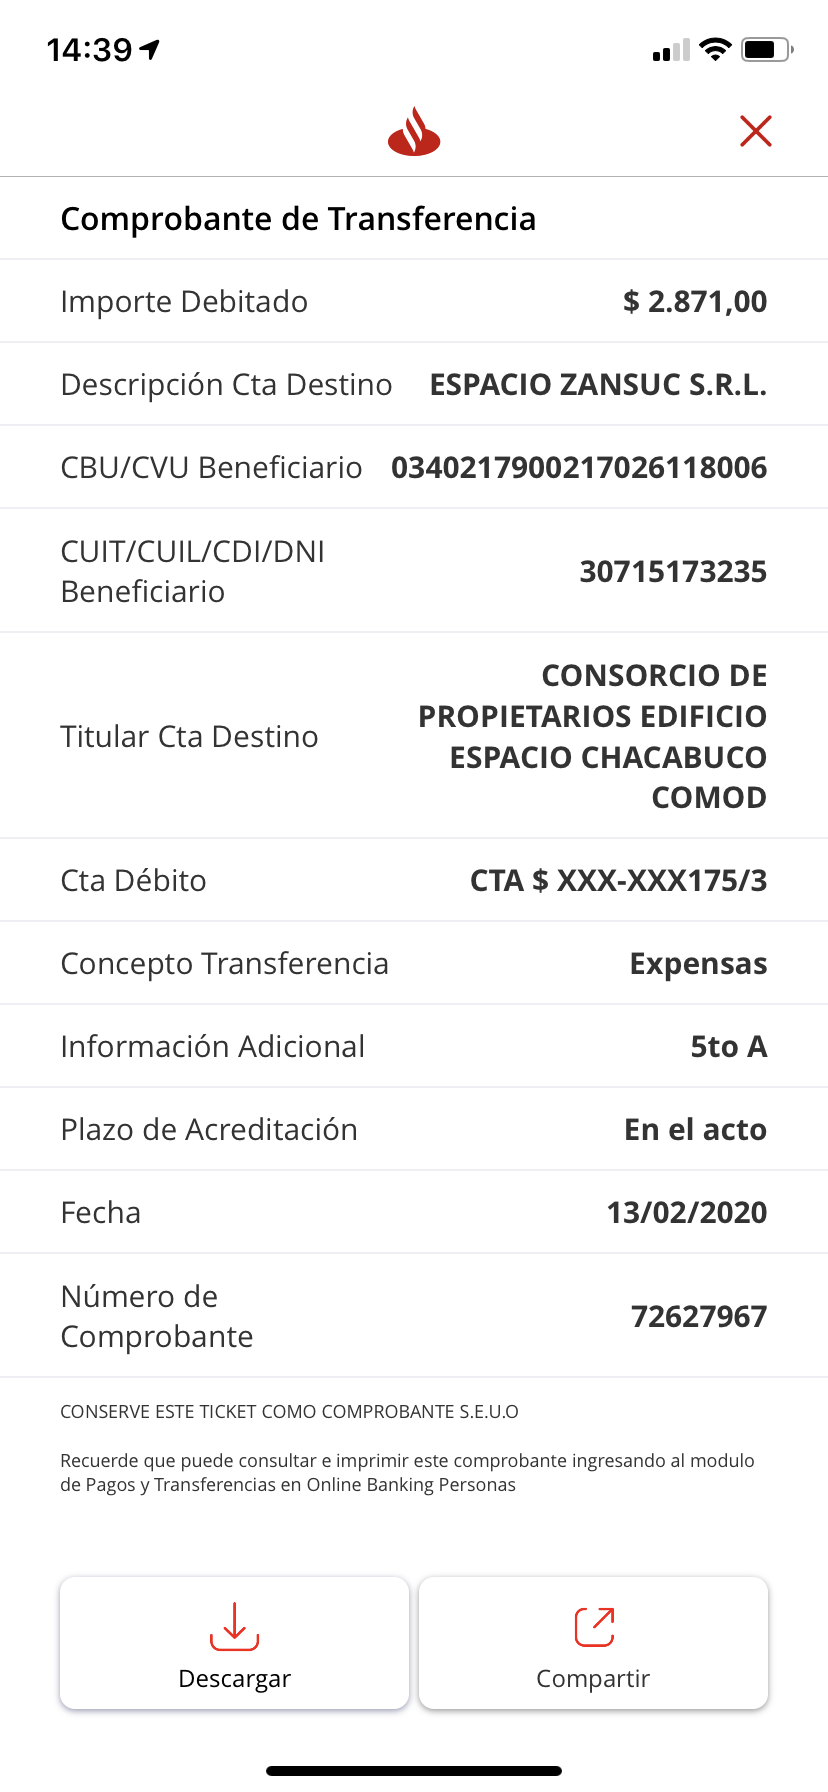 14:39
Comprobante de Transferencia
Importe Debitado $ 2.871,00
Descripción Cta Destino ESPACIO ZANSUC S.R.L.
CBU/CVU Beneficiario 0340217900217026118006
CUIT/CUIL/CDI/DNI
Beneficiario
30715173235
Titular Cta Destino
CONSORCIO DE
PROPIETARIOS EDIFICIO
ESPACIO CHACABUCO
COMOD
Cta Débito CTA $ XXX-XXX175/3
Concepto Transferencia Expensas
Información Adicional 5to A
Plazo de Acreditación En el acto
Fecha 13/02/2020
Número de
Comprobante
72627967
CONSERVE ESTE TICKET COMO COMPROBANTE S.E.U.O
Recuerde que puede consultar e imprimir este comprobante ingresando al modulo
de Pagos y Transferencias en Online Banking Personas
Descargar
Compartir